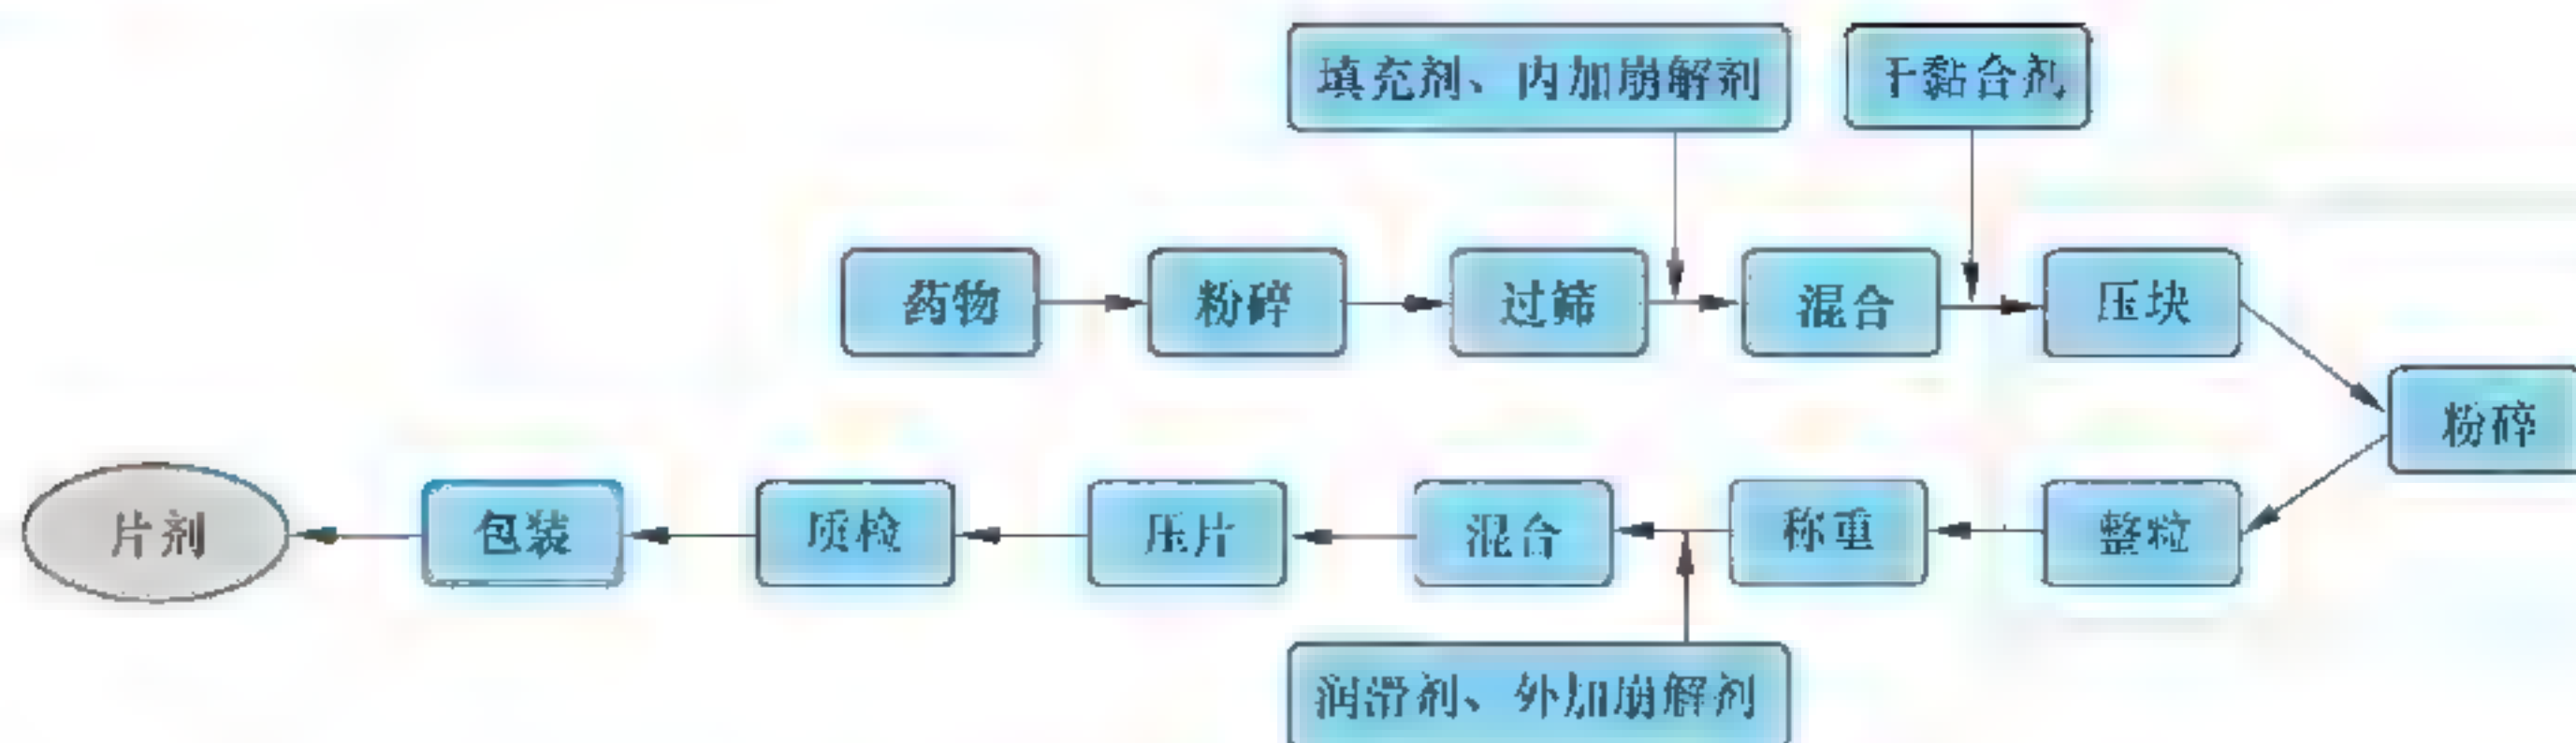 填充剂、内加崩解剂
干黏合剂
药物
粉碎
过筛
混合
压块
粉碎
整粒
称重
混合
压片
质检
包装
片剂
润滑剂、外加崩解剂